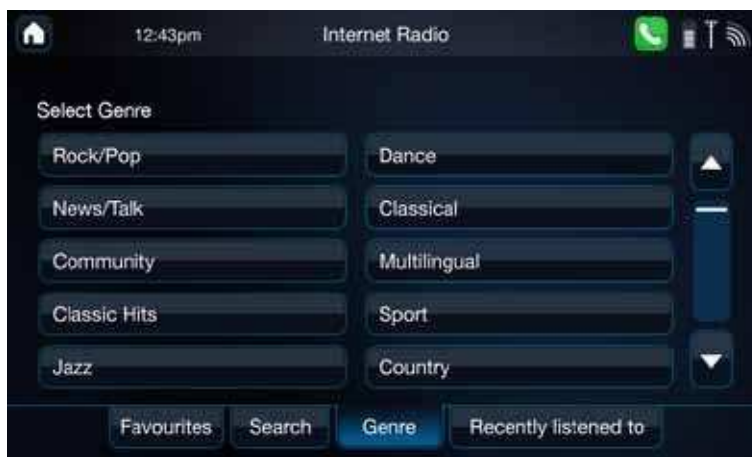 12:43pm Internet Radio
Select Genre
Rock/Pop Dance
News/Talk Classical
Community Multilingual
Classic Hits Sport
Jazz Country
Favourites Search Genre Recently listened to